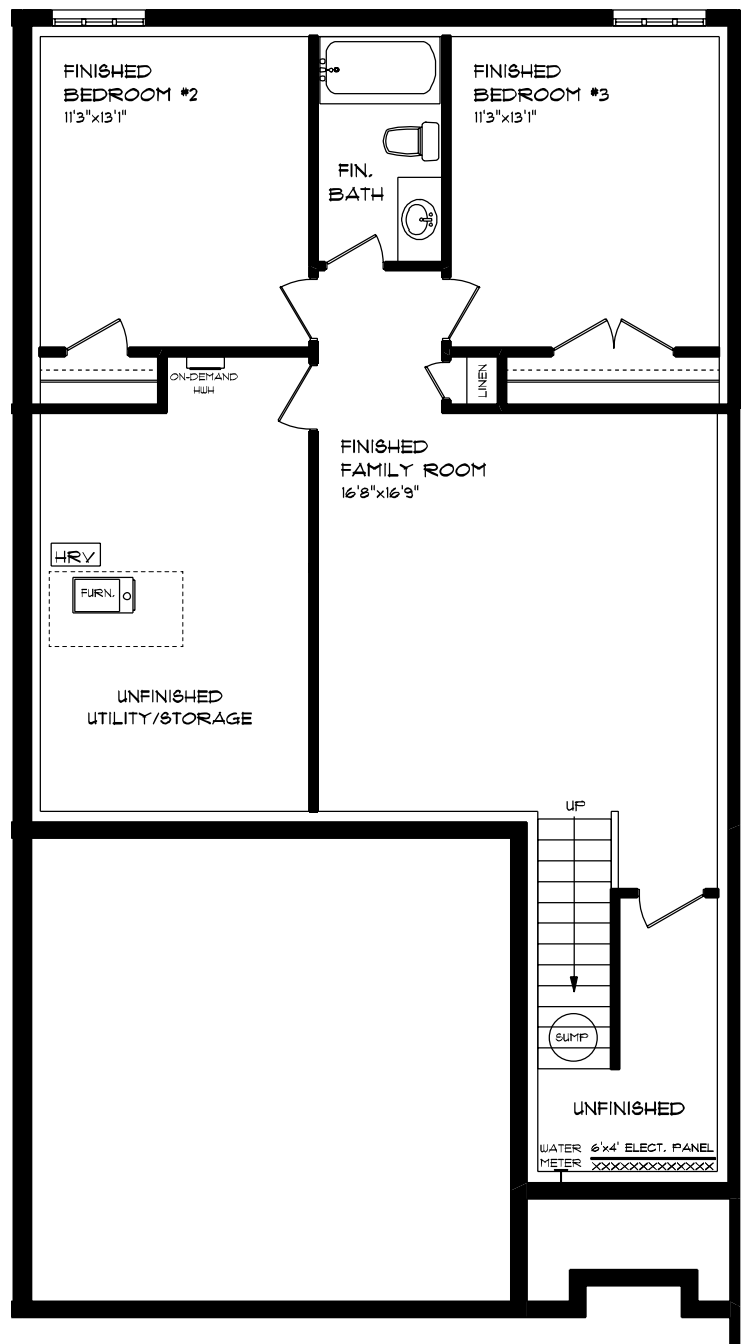 FINISHED
BEDROOM #2
11'3"x13'1"
FINISHED
BEDROOM #3
11'3"x13'1"
FIN.
BATH
ON-DEMAND
HWH
LINEN
FINISHED
FAMILY ROOM
16'8"x16'9"
HRV
FURN.
UNFINISHED
UTILITY/STORAGE
UP
SUMP
UNFINISHED
WATER
METER
6'x4' ELECT. PANEL